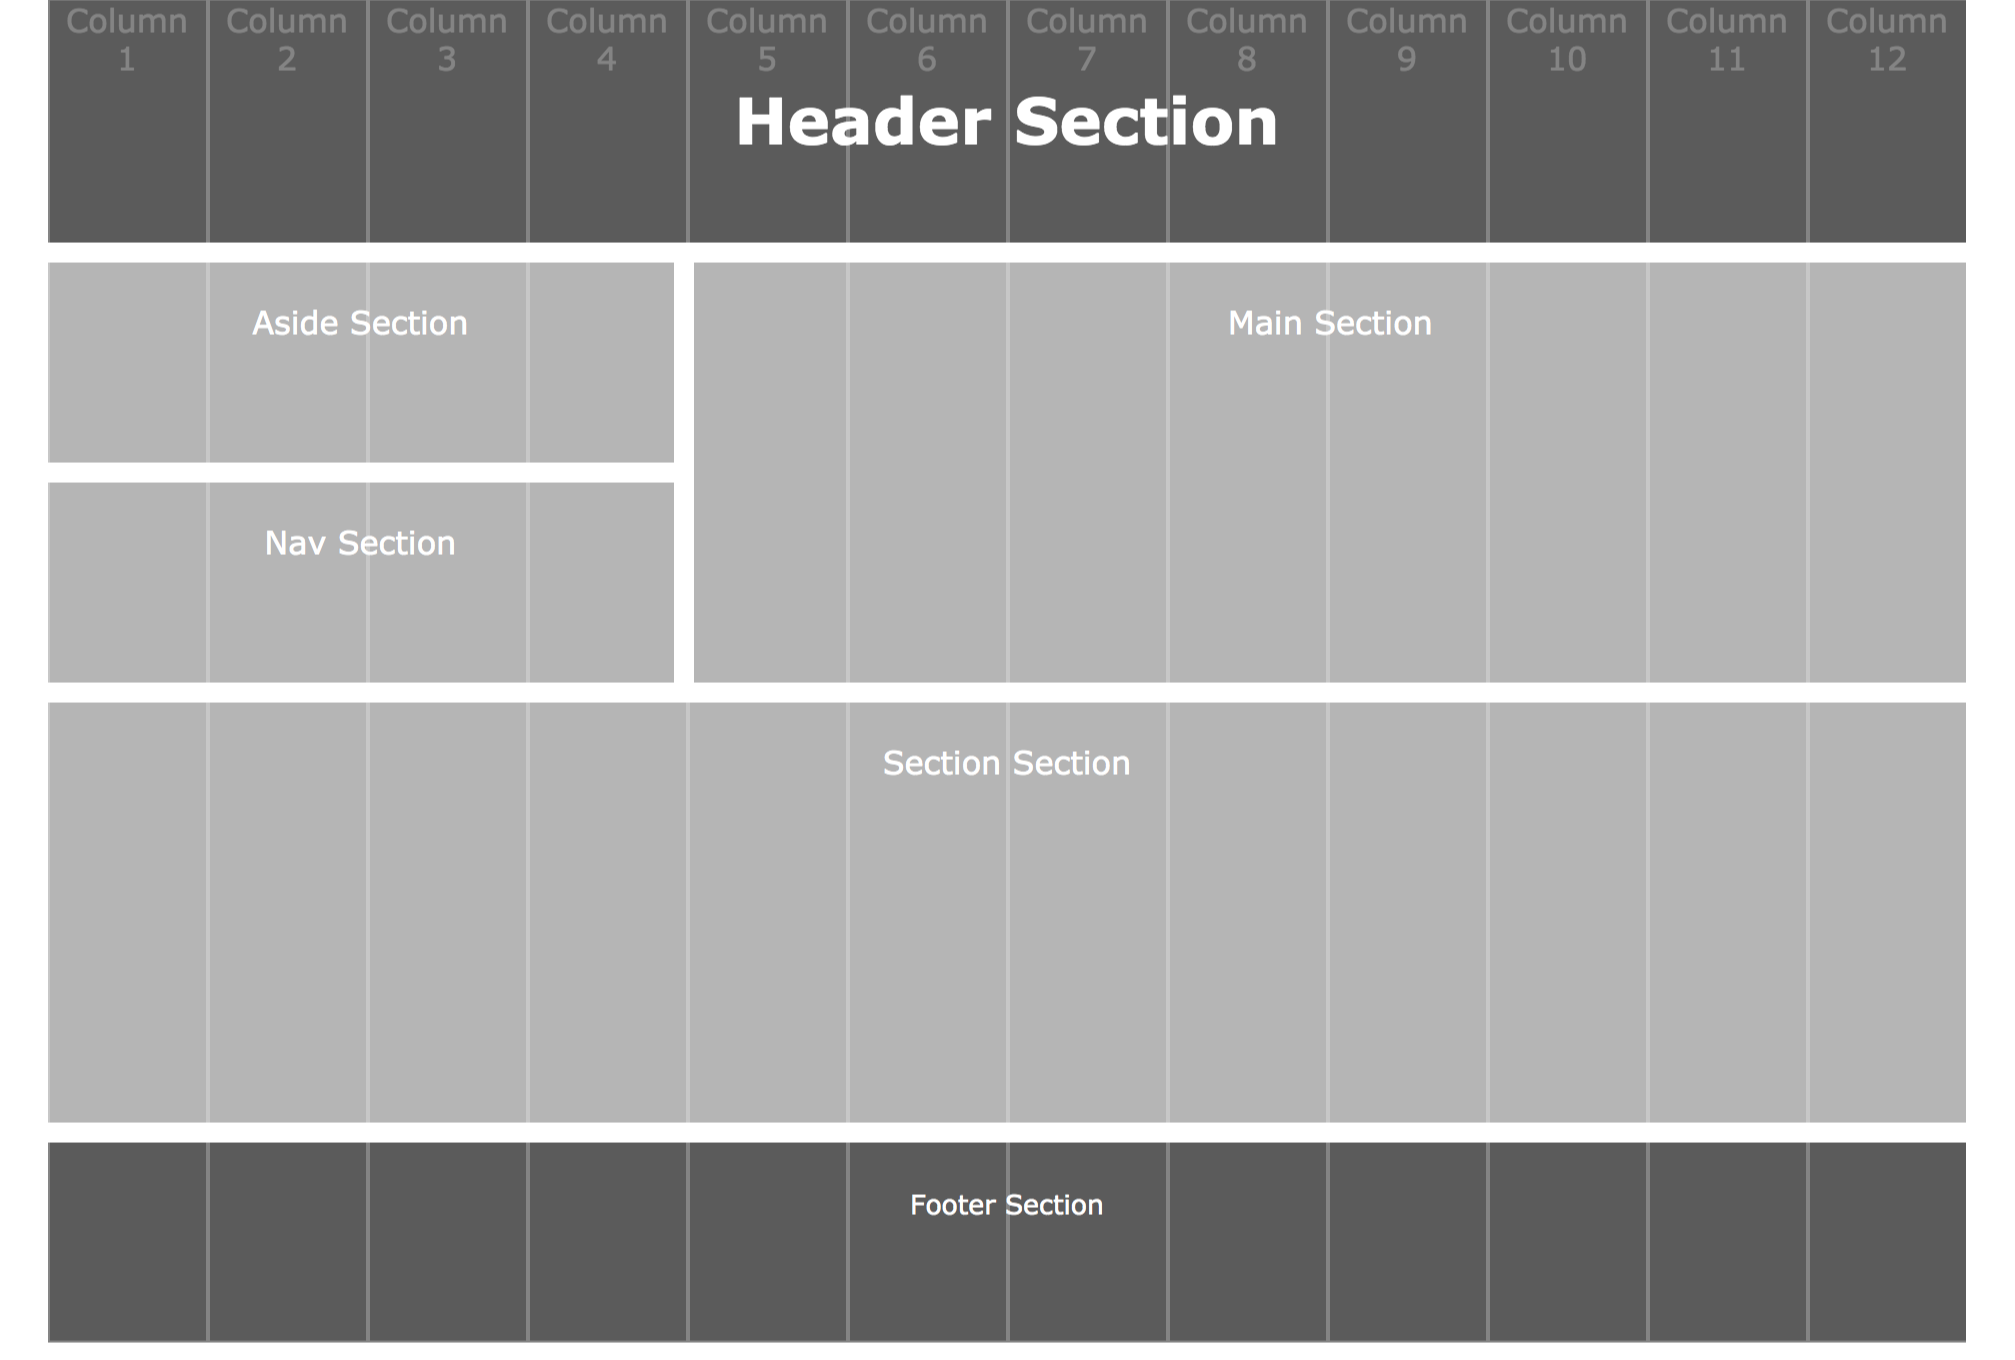 Column Column Column Column Column Column Column Column Column Column Column Column
1 2 3 4 5 6 7 8 9 10 11 12
Header Section
Aside Section
Main Section
Nav Section
Section Section
Footer Section